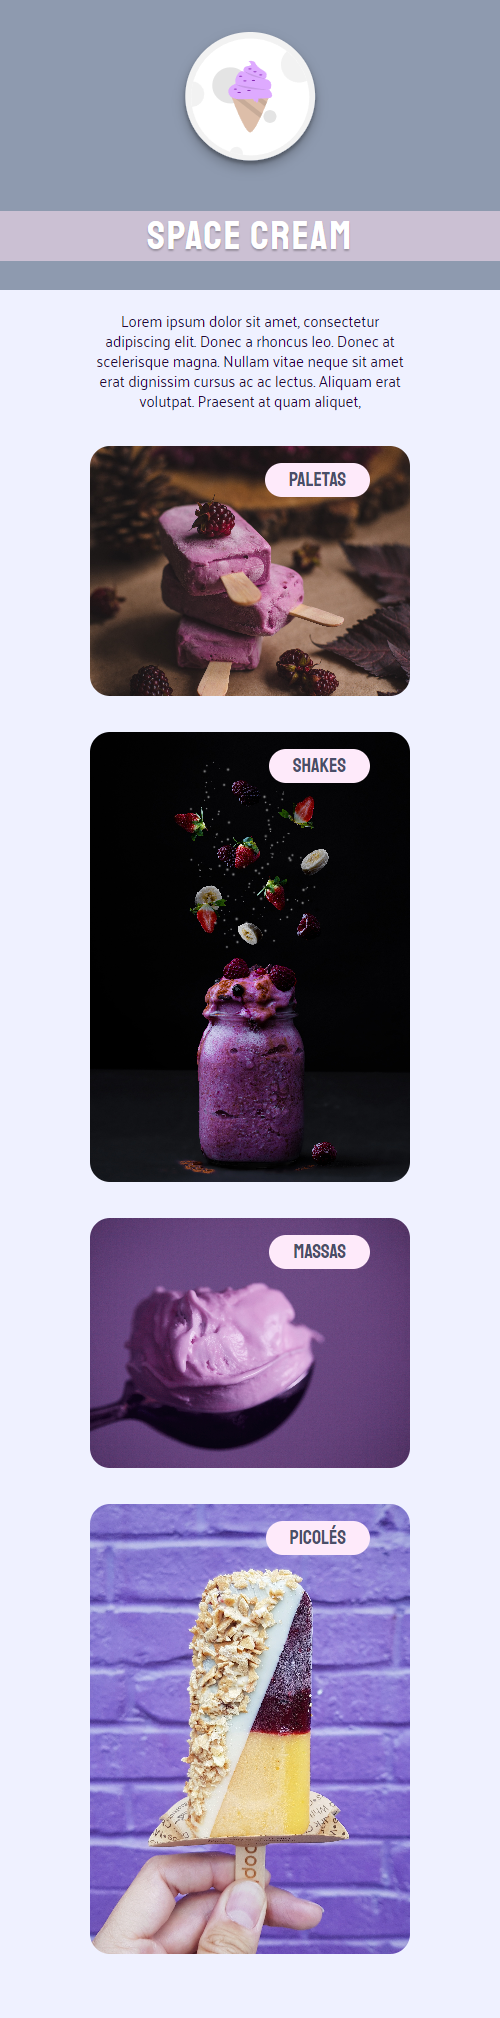 SPACE CREAM
Lorem ipsum dolor sit amet, consectetur
adipiscing elit. Donec a rhoncus leo. Donec at
scelerisque magna. Nullam vitae neque sit amet
erat dignissim cursus ac ac lectus. Aliquam erat
volutpat. Praesent at quam aliquet,
PALETAS
SHAKES
MASSAS
PICOLÉS